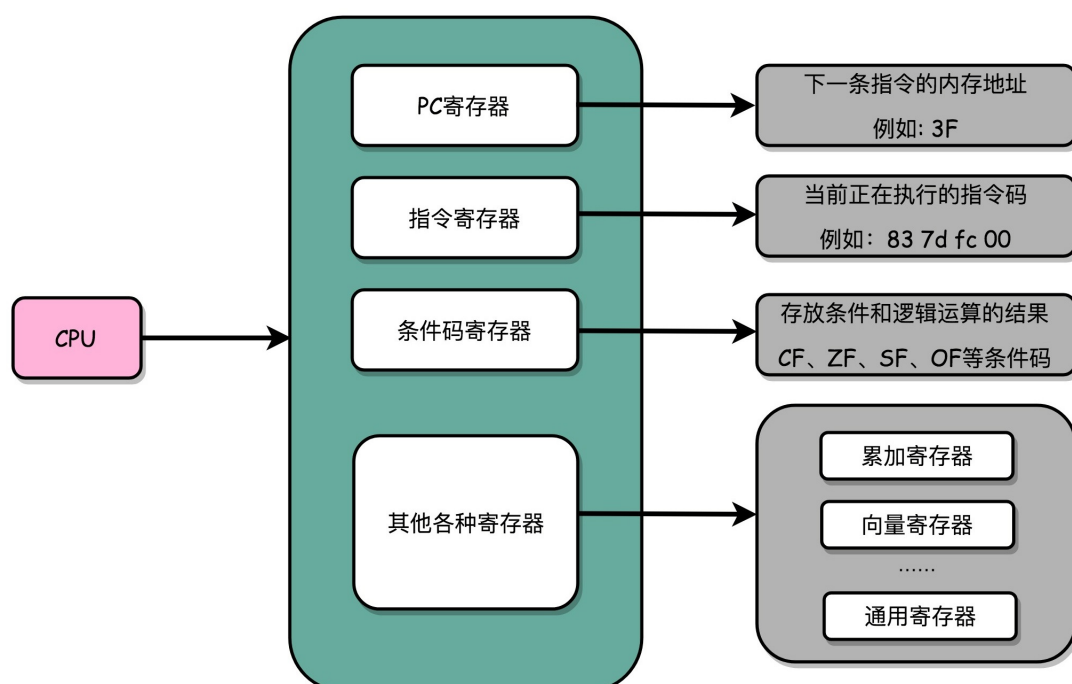 CPU
PC寄存器
下一条指令的内存地址
例如: 3F
指令寄存器
当前正在执行的指令码
例如：83 7d fc 00
条件码寄存器
存放条件和逻辑运算的结果
CF、ZF、SF、OF等条件码
其他各种寄存器
累加寄存器
向量寄存器
......
通用寄存器